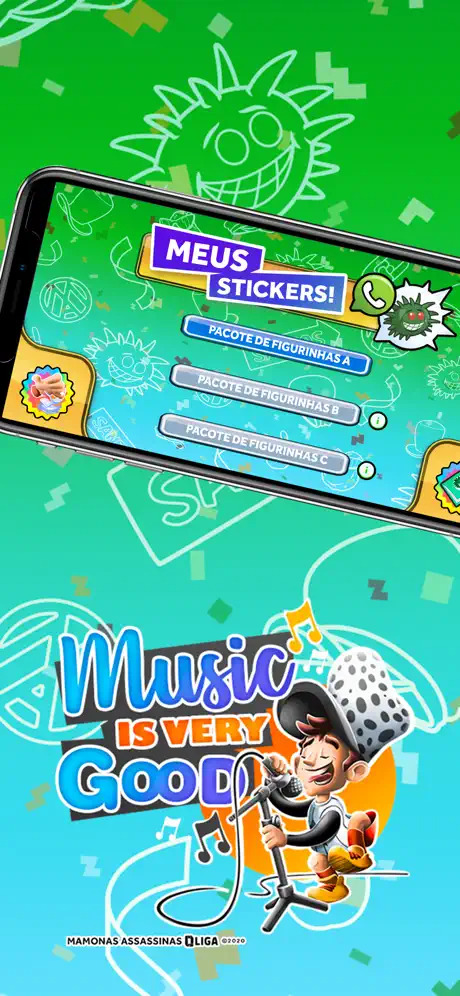 MEUS
STICKERS!
PACOTE DE FIGURINHAS A
PACOTE DE FIGURINHAS B
i
PACOTE DE FIGURINHAS C
i
Music
IS VERY
GOOD
MAMONAS ASSASSINAS LIGA ©2020